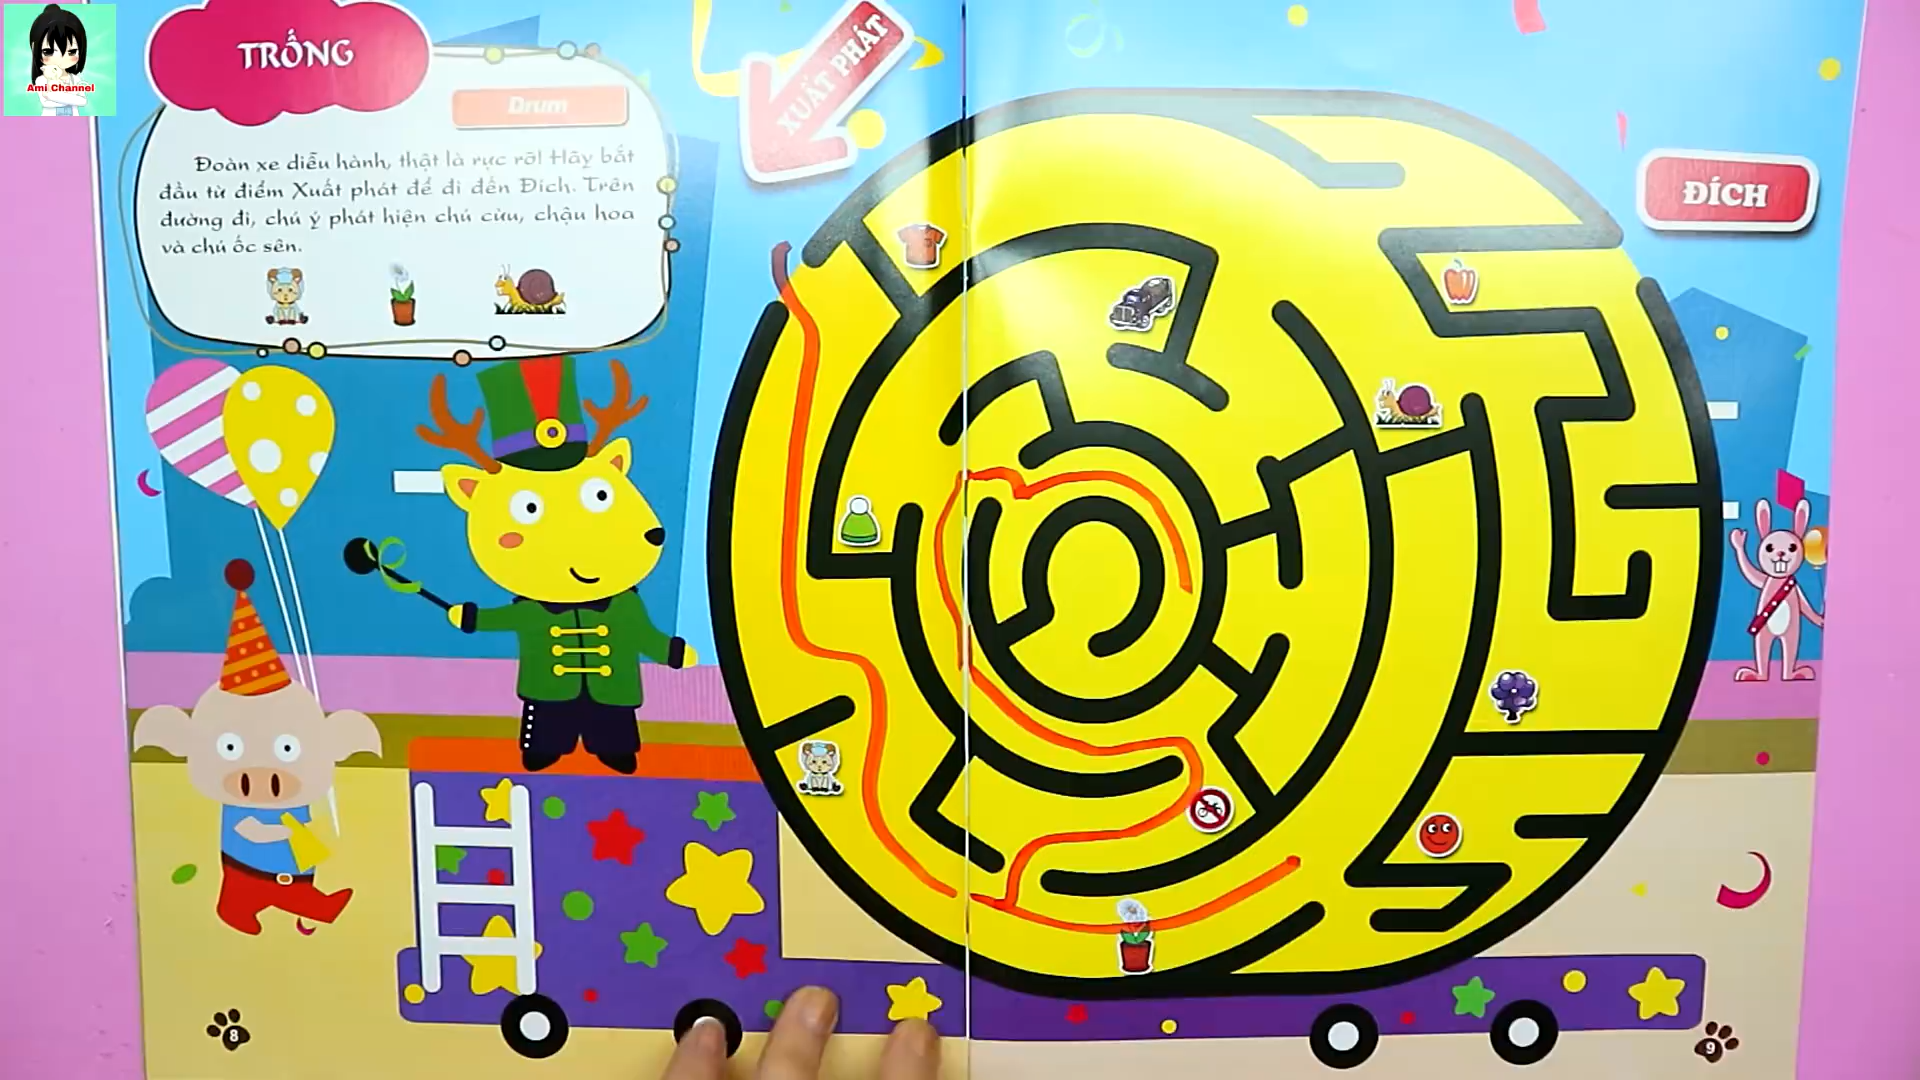 Ami Channel
TRỐNG
Drum
Đoàn xe diễu hành, thật là rực rỡ! Hãy bắt
đầu từ điểm Xuất phát để đi đến Đích. Trên
đường đi, chú ý phát hiện chú cừu, chậu hoa
và chú ốc sên.
XUẤT PHÁT
ĐÍCH
8
9